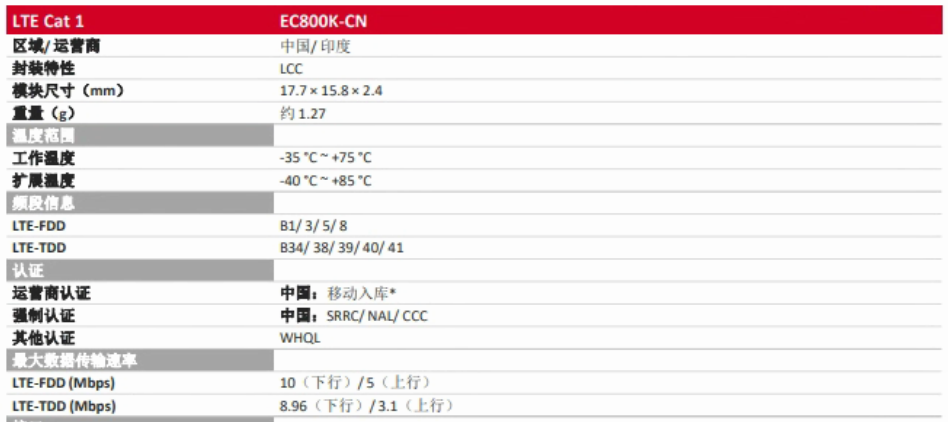 LTE Cat 1 EC800K-CN
区域/运营商 中国/印度
封装特性 LCC
模块尺寸（mm） 17.7 × 15.8 × 2.4
重量（g） 约 1.27
温度范围
工作温度 -35 °C ~ +75 °C
扩展温度 -40 °C ~ +85 °C
频段信息
LTE-FDD B1/ 3/ 5/ 8
LTE-TDD B34/ 38/ 39/ 40/ 41
认证
运营商认证 中国：移动入库*
强制认证 中国：SRRC/ NAL/ CCC
其他认证 WHQL
最大数据传输速率
LTE-FDD (Mbps) 10（下行）/ 5（上行）
LTE-TDD (Mbps) 8.96（下行）/ 3.1（上行）